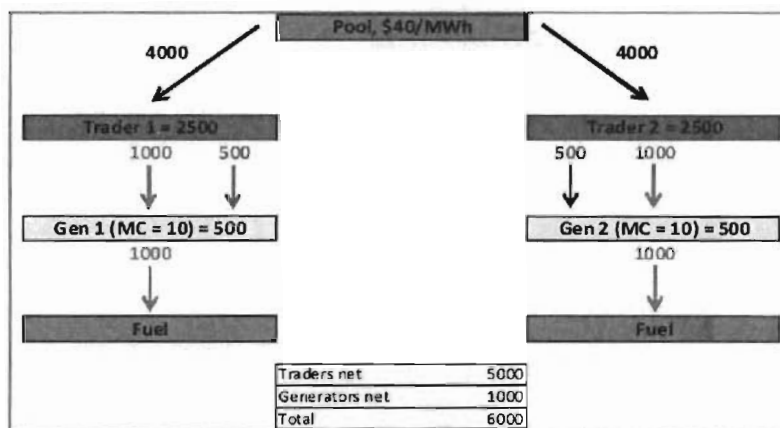 Pool, $40/MWh
4000 4000
Trader 1 = 2500 Trader 2 = 2500
1000 500 500 1000
Gen 1 (MC = 10) = 500 Gen 2 (MC = 10) = 500
1000 1000
Fuel Fuel
Traders net 5000
Generators net 1000
Total 6000